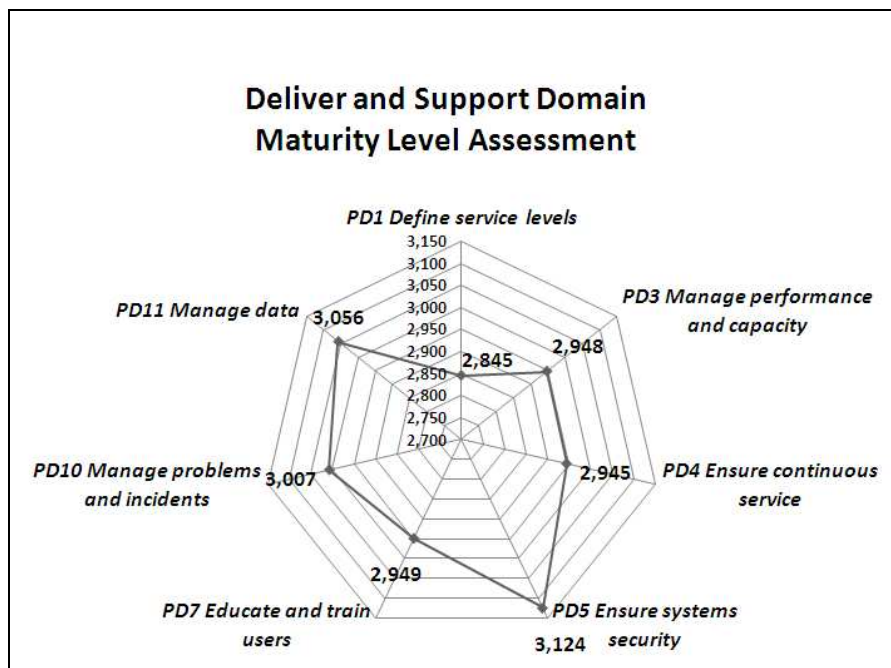 Deliver and Support Domain
Maturity Level Assessment
PD1 Define service levels
3,150
3,100
3,050
3,000
2,950
2,900
2,850
2,800
2,750
2,700
2,845
PD3 Manage performance
and capacity
2,948
PD4 Ensure continuous
service
2,945
PD5 Ensure systems
security
3,124
PD7 Educate and train
users
2,949
PD10 Manage problems
and incidents
3,007
PD11 Manage data
3,056